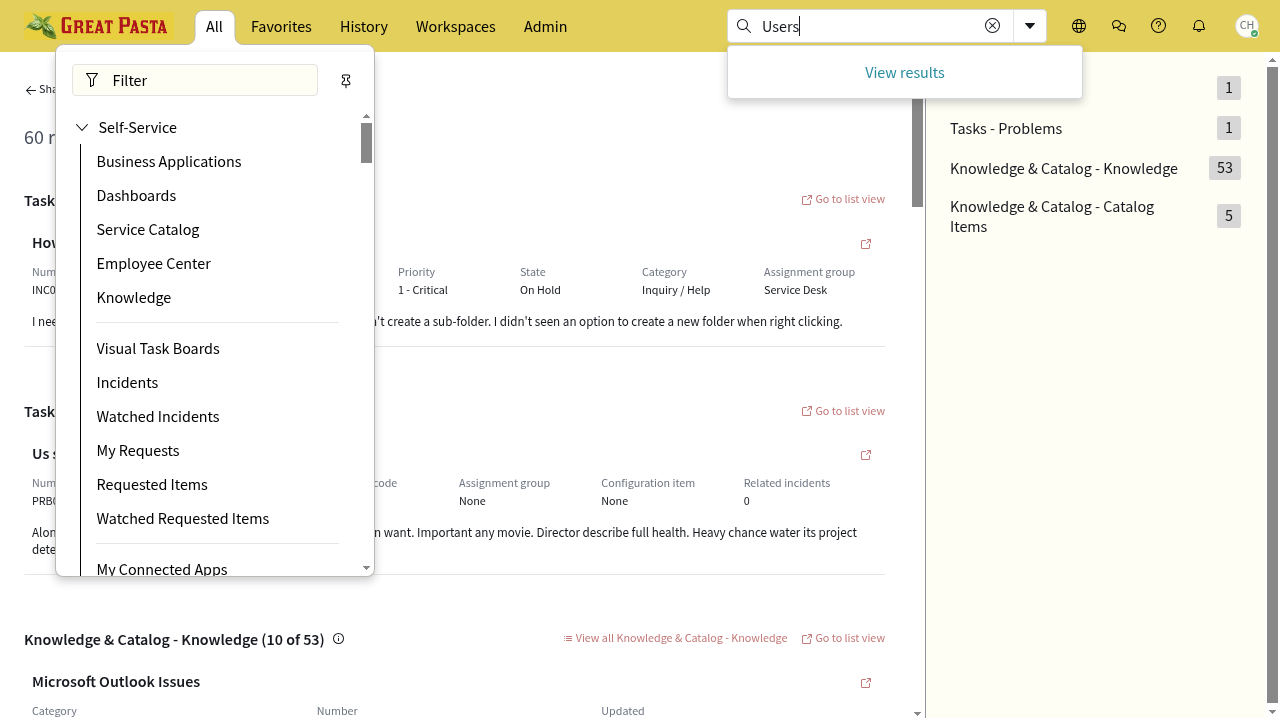 GREAT PASTA
All
Favorites
History
Workspaces
Admin
Users
CH
View results
Filter
Self-Service
Business Applications
Dashboards
Service Catalog
Employee Center
Knowledge
Visual Task Boards
Incidents
Watched Incidents
My Requests
Requested Items
Watched Requested Items
My Connected Apps
60 r
Task
Go to list view
How
Num
Priority
State
Category
Assignment group
INC0
1 - Critical
On Hold
Inquiry / Help
Service Desk
I nee
't create a sub-folder. I didn't seen an option to create a new folder when right clicking.
Task
Go to list view
Us s
Num
code
Assignment group
Configuration item
Related incidents
PRB0
None
None
0
Alon
n want. Important any movie. Director describe full health. Heavy chance water its project
dete
Knowledge & Catalog - Knowledge (10 of 53)
View all Knowledge & Catalog - Knowledge
Go to list view
Microsoft Outlook Issues
Category
Number
Updated
1
Tasks - Problems
1
Knowledge & Catalog - Knowledge
53
Knowledge & Catalog - Catalog
Items
5